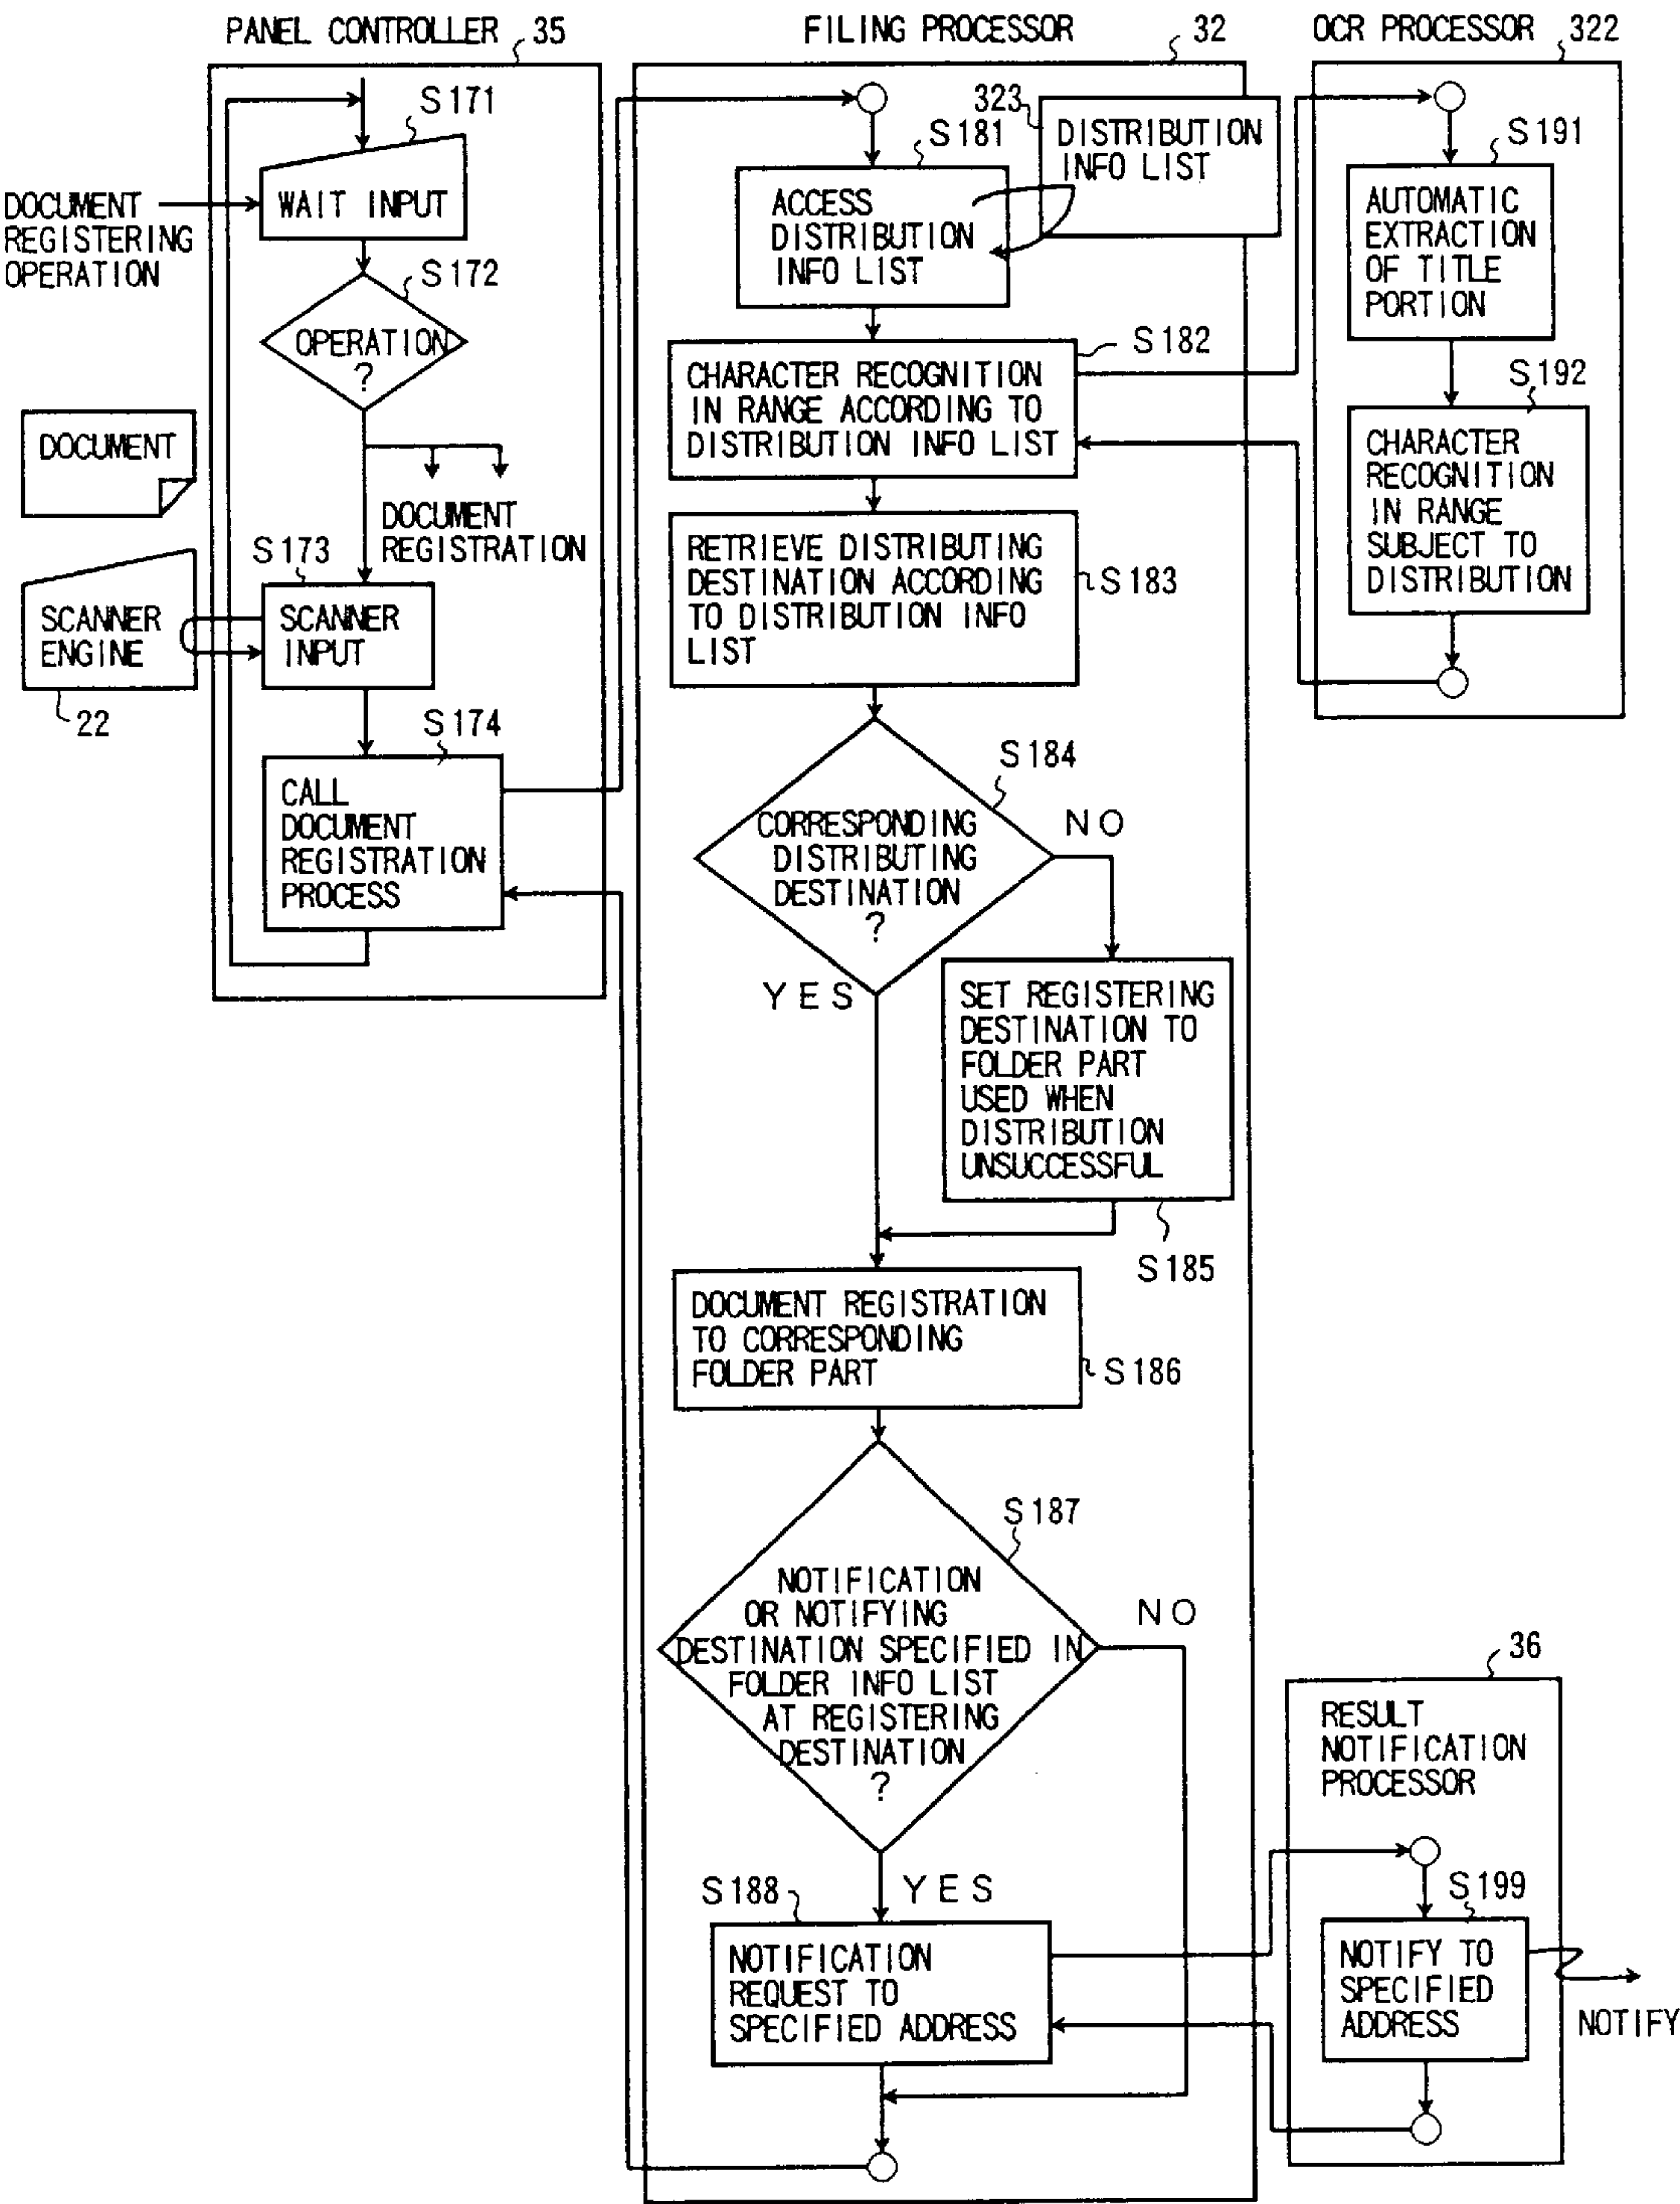 PANEL CONTROLLER 35
S171
WAIT INPUT
DOCUMENT
REGISTERING
OPERATION
S172
OPERATION
?
DOCUMENT
DOCUMENT
REGISTRATION
S173
SCANNER
ENGINE
22
SCANNER
INPUT
S174
CALL
DOCUMENT
REGISTRATION
PROCESS
FILING PROCESSOR 32
323
DISTRIBUTION
INFO LIST
S181
ACCESS
DISTRIBUTION
INFO LIST
S182
CHARACTER RECOGNITION
IN RANGE ACCORDING TO
DISTRIBUTION INFO LIST
RETRIEVE DISTRIBUTING
DESTINATION ACCORDING
TO DISTRIBUTION INFO
LIST
S183
S184
CORRESPONDING
DISTRIBUTING
DESTINATION
?
NO
YES
SET REGISTERING
DESTINATION TO
FOLDER PART
USED WHEN
DISTRIBUTION
UNSUCCESSFUL
S185
DOCUMENT REGISTRATION
TO CORRESPONDING
FOLDER PART
S186
S187
NOTIFICATION
OR NOTIFYING
DESTINATION SPECIFIED IN
FOLDER INFO LIST
AT REGISTERING
DESTINATION
?
NO
YES
S188
NOTIFICATION
REQUEST TO
SPECIFIED ADDRESS
OCR PROCESSOR 322
S191
AUTOMATIC
EXTRACTION
OF TITLE
PORTION
S192
CHARACTER
RECOGNITION
IN RANGE
SUBJECT TO
DISTRIBUTION
36
RESULT
NOTIFICATION
PROCESSOR
S199
NOTIFY TO
SPECIFIED
ADDRESS
NOTIFY